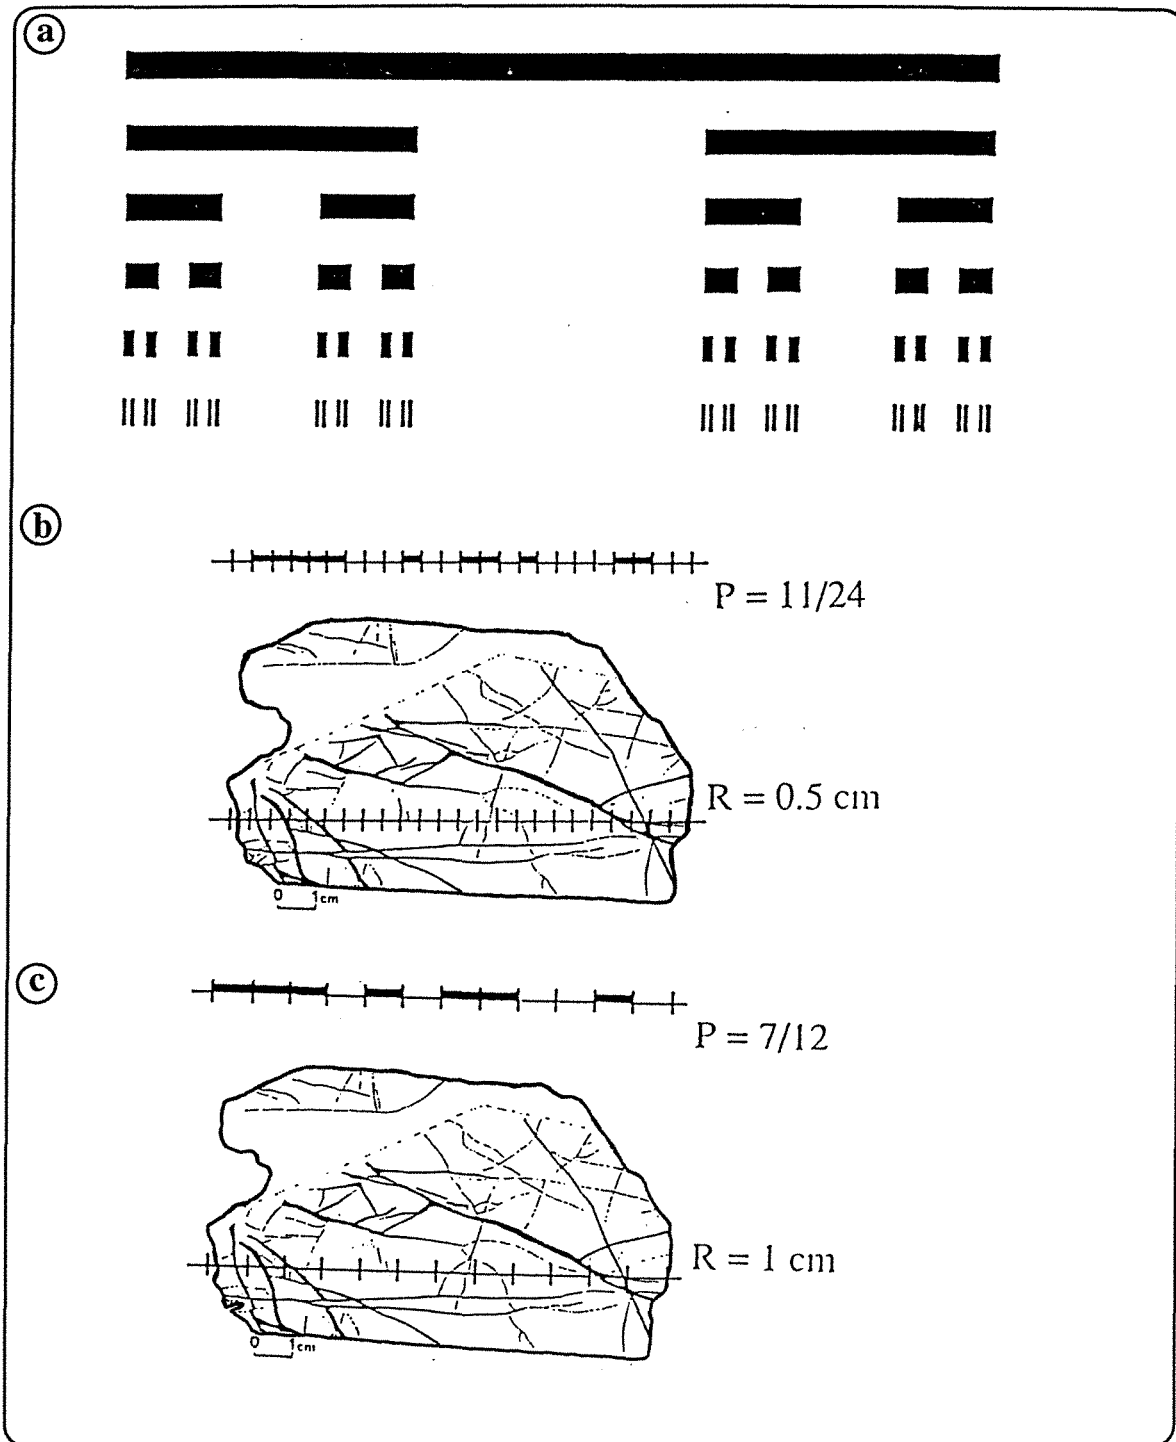 a
b
P = 11/24
R = 0.5 cm
0 1cm
c
P = 7/12
R = 1 cm
0 1cm